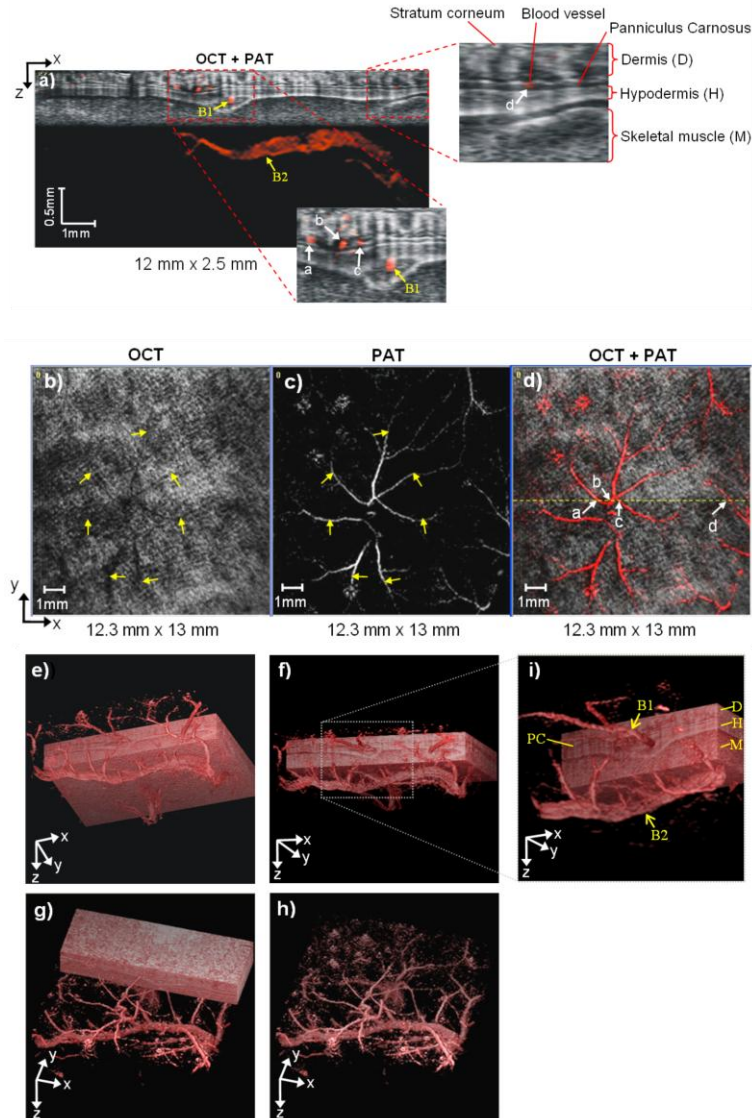 Stratum corneum
Blood vessel
Panniculus Carnosus
Dermis (D)
Hypodermis (H)
Skeletal muscle (M)
d
x
z
OCT + PAT
a)
B1
B2
0.5mm
1mm
12 mm x 2.5 mm
b
a
c
B1
OCT
PAT
OCT + PAT
b)
c)
d)
b
a
c
d
1mm
1mm
1mm
y
x
12.3 mm x 13 mm
12.3 mm x 13 mm
12.3 mm x 13 mm
e)
f)
i)
B1
D
H
PC
M
B2
x
y
z
x
y
z
x
y
z
g)
h)
y
x
z
y
x
z